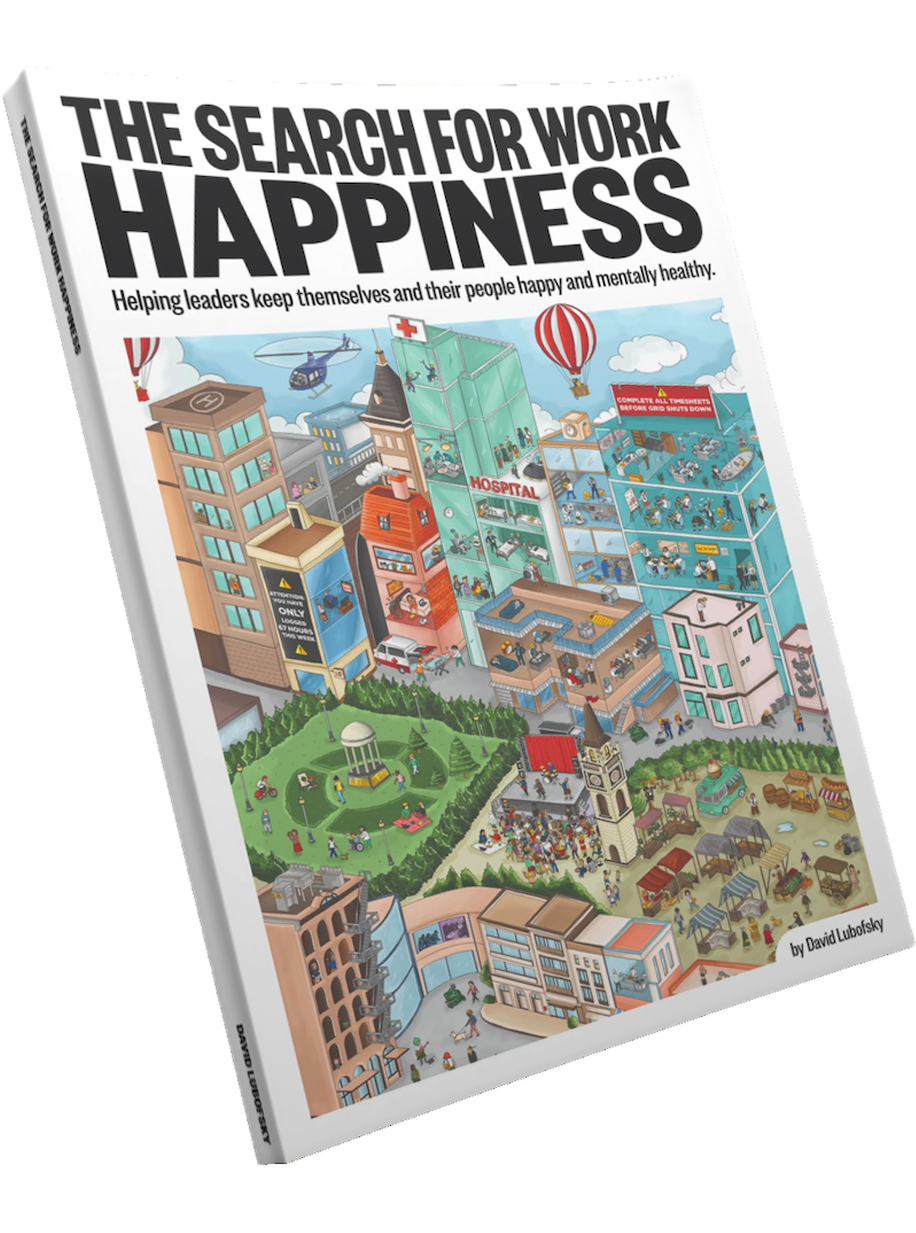 THE SEARCH FOR WORK
HAPPINESS
Helping leaders keep themselves and their people happy and mentally healthy.
THE SEARCH FOR WORK HAPPINESS
COMPLETE ALL TIMESHEETS
BEFORE GRID SHUTS DOWN
HOSPITAL
ATTENTION:
YOU HAVE
ONLY
LOGGED
67 HOURS
THIS WEEK
H
by David Lubofsky
DAVID LUBOFSKY